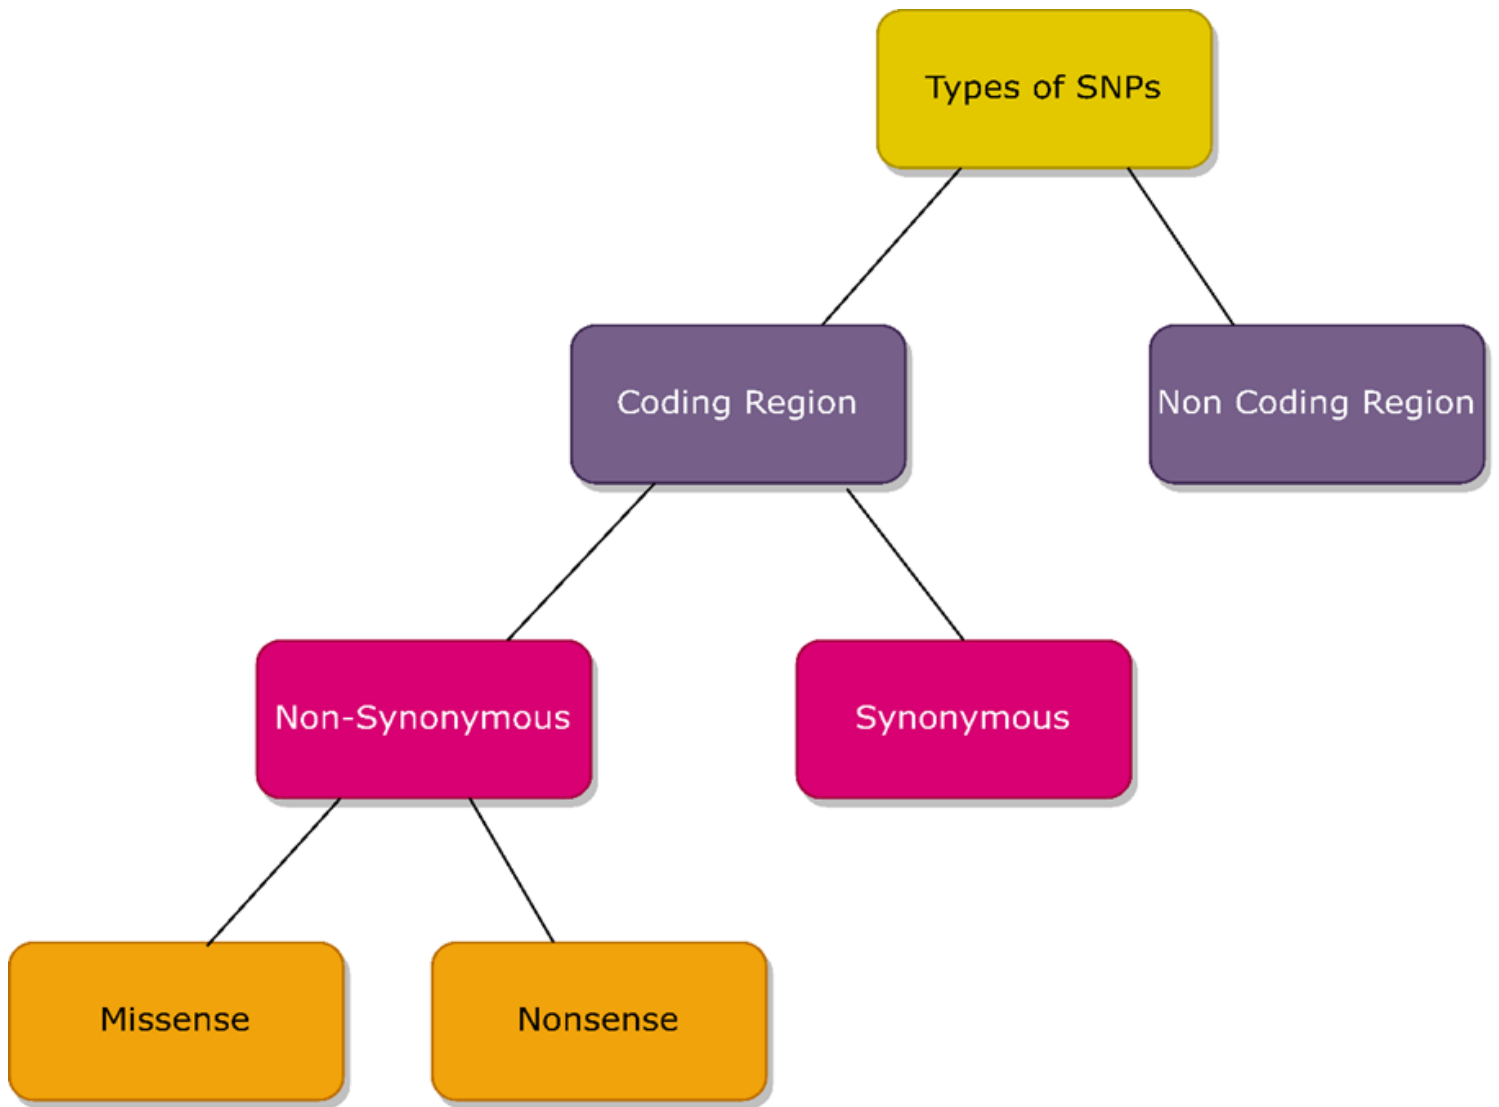 Types of SNPs
Coding Region
Non Coding Region
Non-Synonymous
Synonymous
Missense
Nonsense